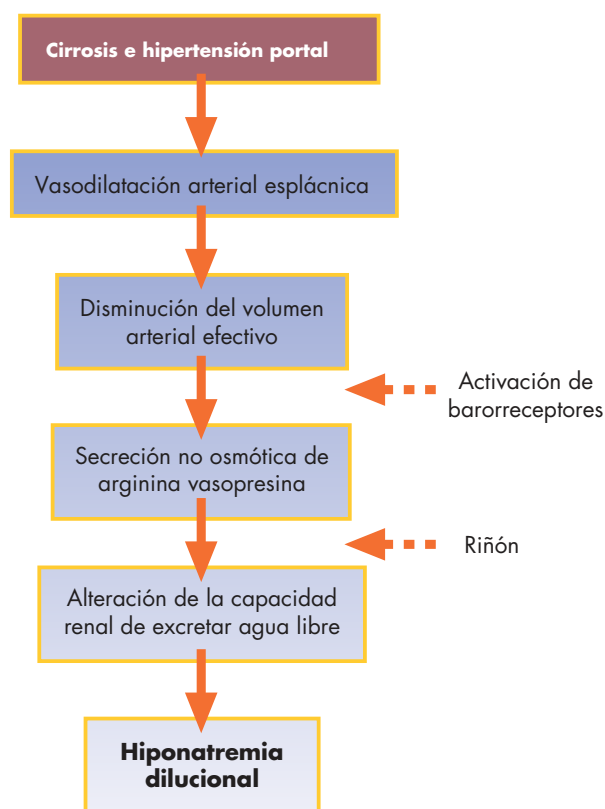 Cirrosis e hipertensión portal
Vasodilatación arterial esplácnica
Disminución del volumen
arterial efectivo
Activación de
barorreceptores
Secreción no osmótica de
arginina vasopresina
Riñón
Alteración de la capacidad
renal de excretar agua libre
Hiponatremia
dilucional